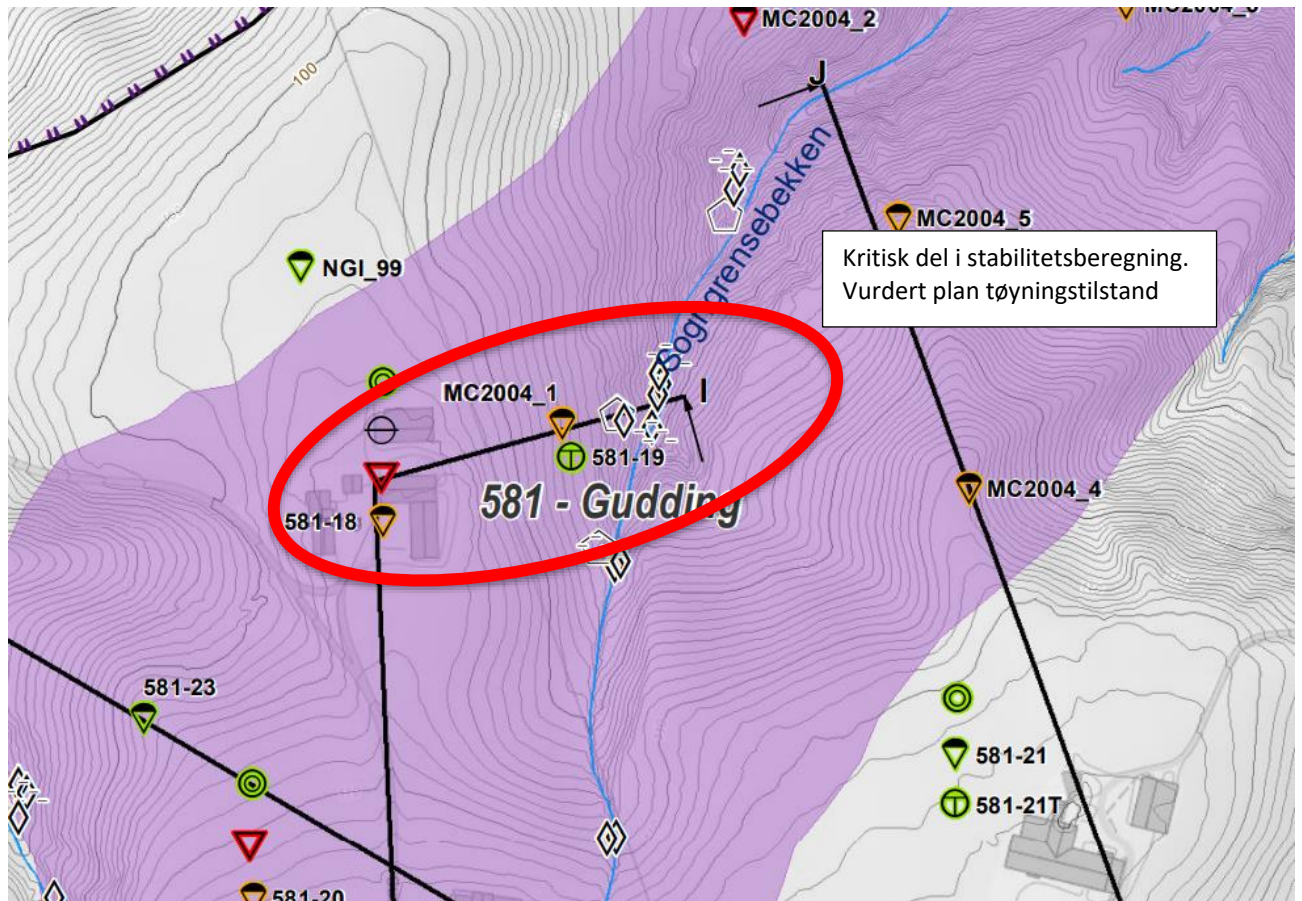 MC2004_2
100
J
Sogngrensebekken
MC2004_5
Kritisk del i stabilitetsberegning.
Vurdert plan tøyningstilstand
NGI_99
MC2004_1
I
T 581-19
581 - Gudding
581-18
MC2004_4
581-23
581-21
T 581-21T
581-20